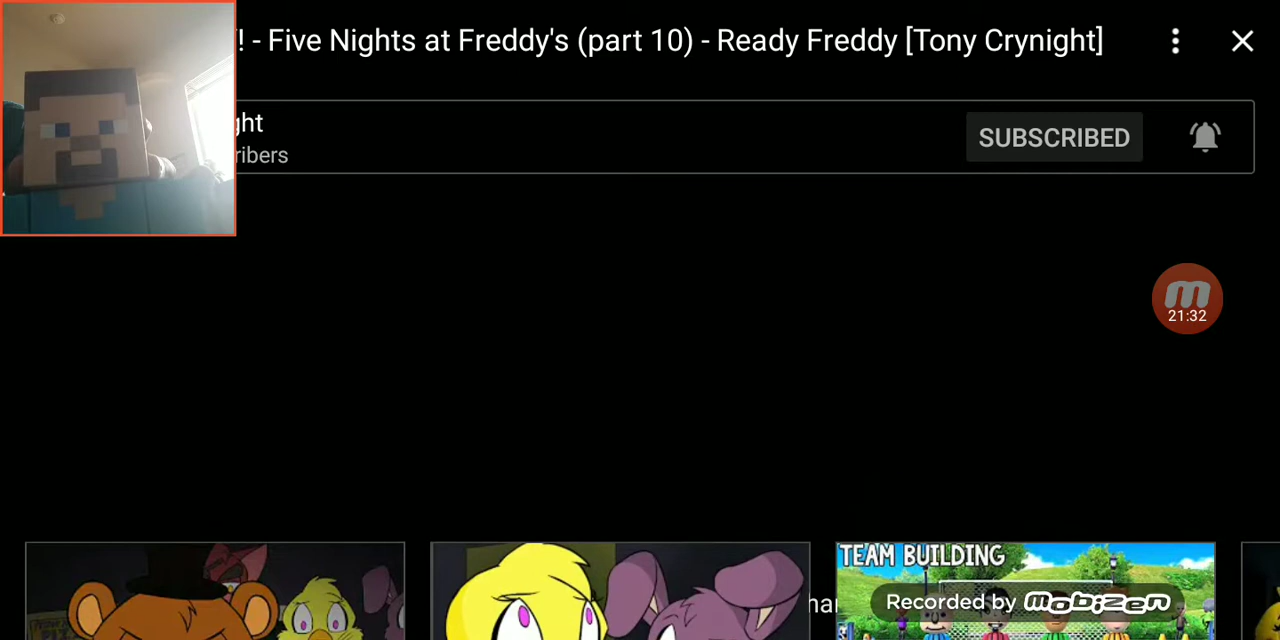 ! - Five Nights at Freddy's (part 10) - Ready Freddy [Tony Crynight]
ght
ribers
SUBSCRIBED
21:32
TEAM BUILDING
Recorded by mobizen